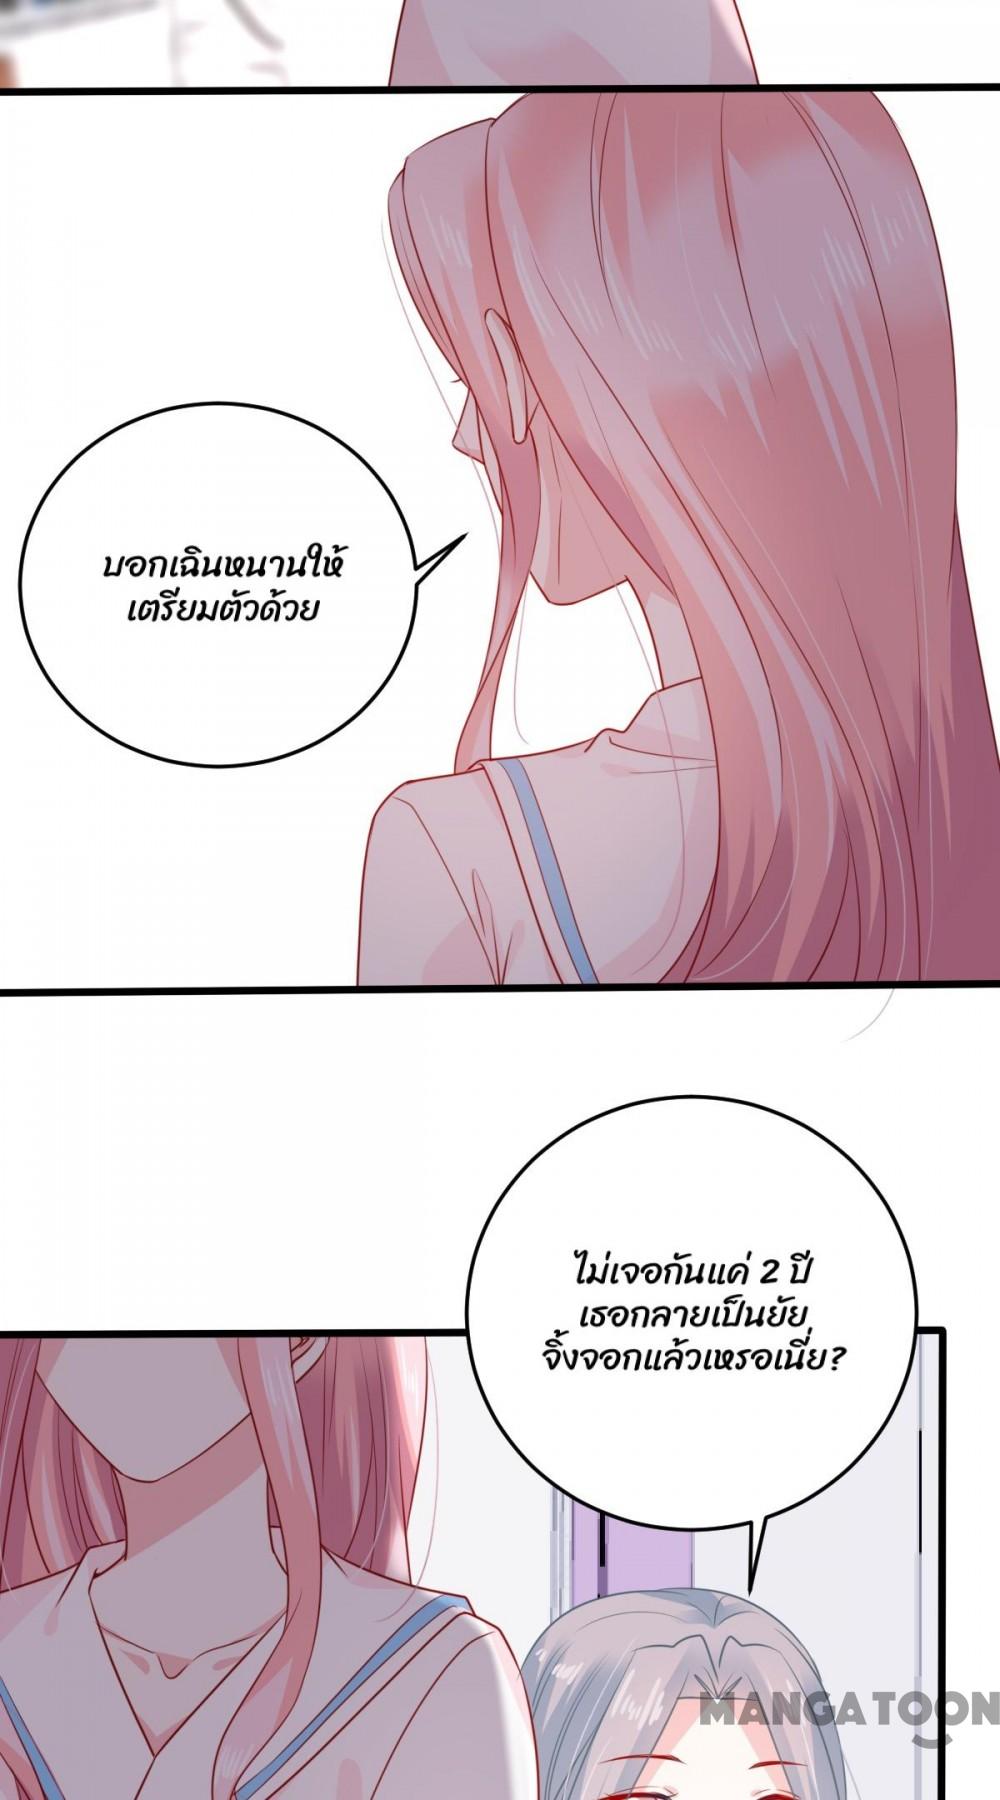 บอกเฉินหนานให้
เตรียมตัวด้วย
ไม่เจอกันแค่ 2 ปี
เธอกลายเป็นยัย
จิ้งจอกแล้วเหรอเนี่ย?
MANGATOON